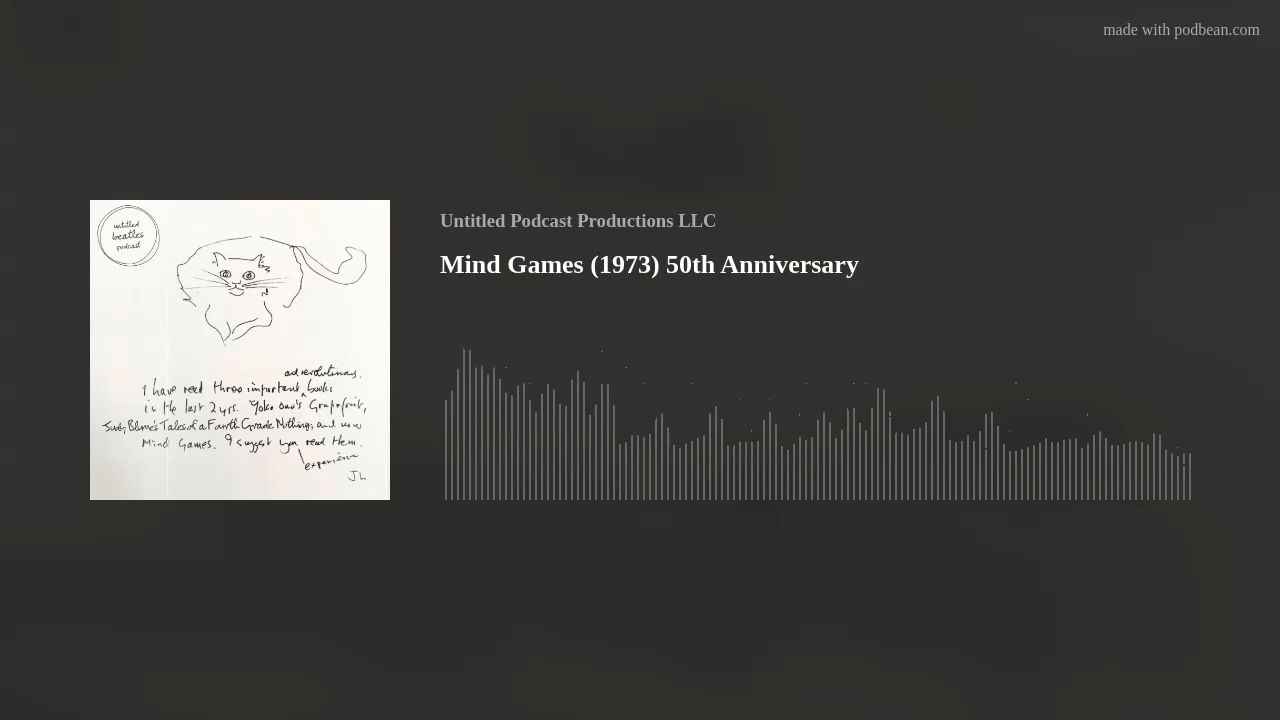 made with podbean.com
untitled
beatles
podcast
Untitled Podcast Productions LLC
Mind Games (1973) 50th Anniversary
and revolutionary.
I have read three important books
in the last 2 yrs. Yoko Ono's Grapefruit,
Judy Blume's Tales of a Fourth Grade Nothing, and now
Mind Games. I suggest you read them.
experience
JL